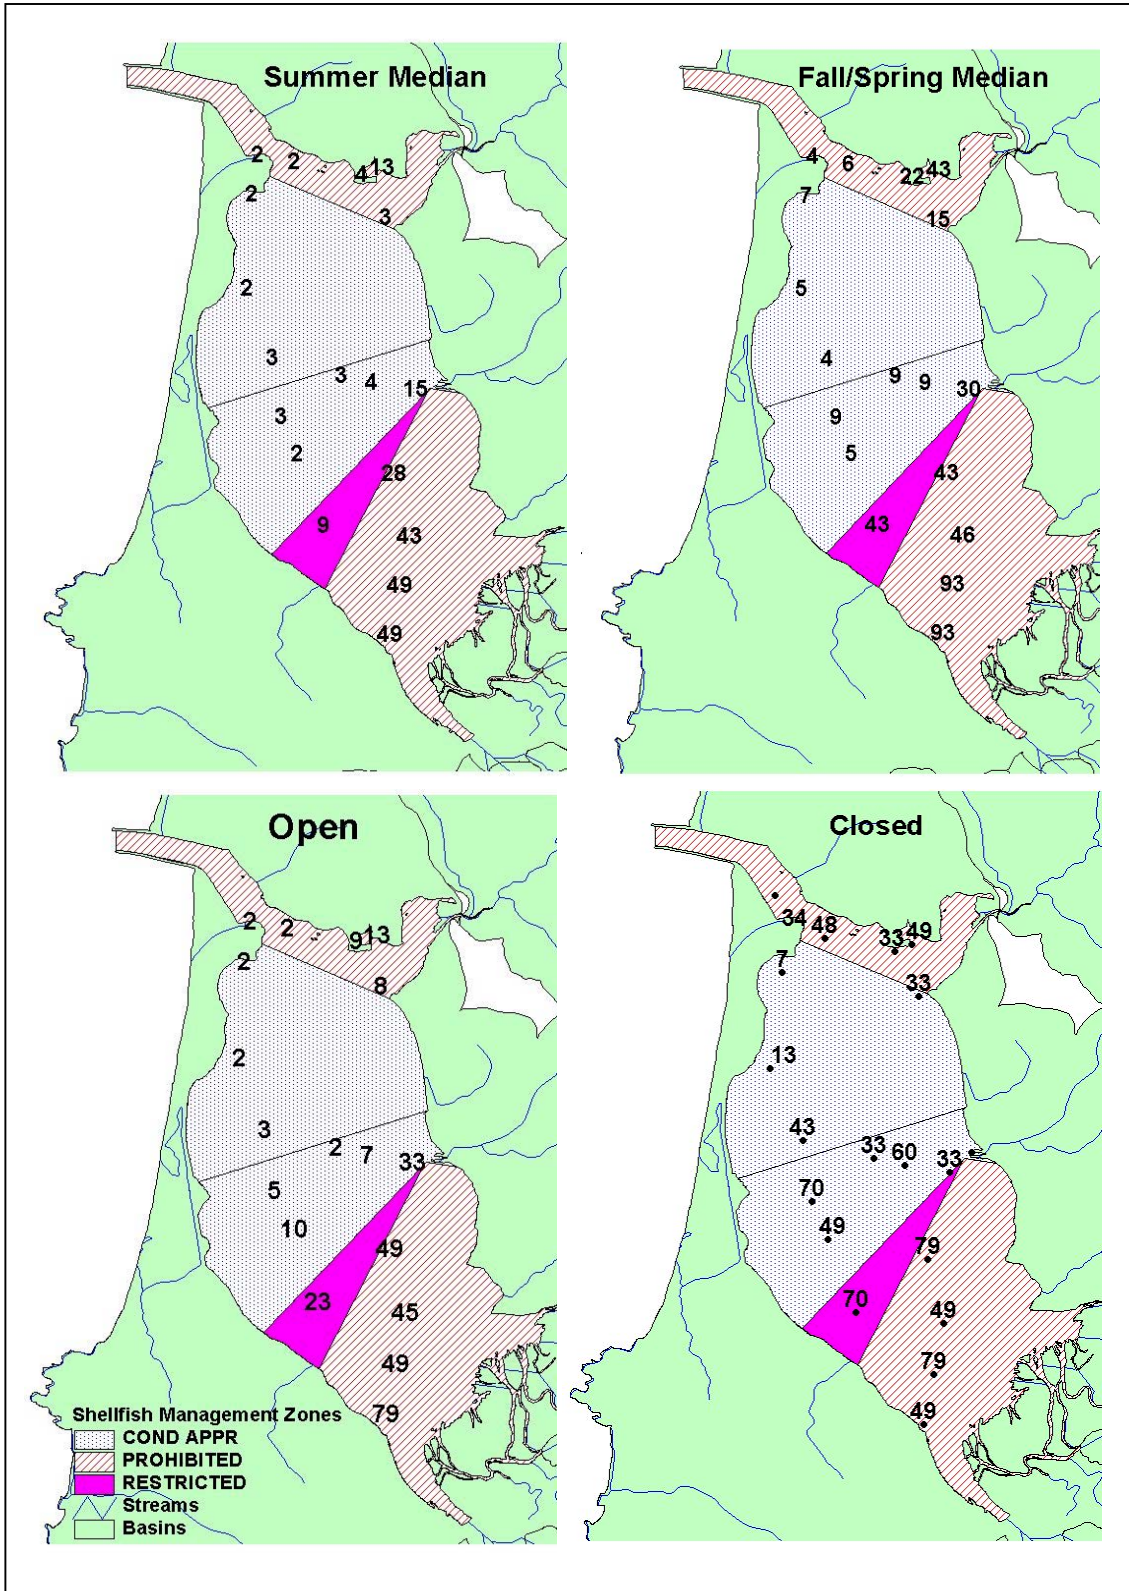 Summer Median
2 2 4 13
2 3
2
3
3 4 15
3
2
28
9
43
49
49
Fall/Spring Median
4 6 22 43
7 15
5
4
9 9 30
9
5
43
43
46
93
93
Open
2 2 9 13
2 8
2
3
2 7 33
5
10
49
23
45
49
79
Shellfish Management Zones
COND APPR
PROHIBITED
RESTRICTED
Streams
Basins
Closed
34 48 33 49
7 33
13
43
33 60 33
70
49
79
70
49
79
49